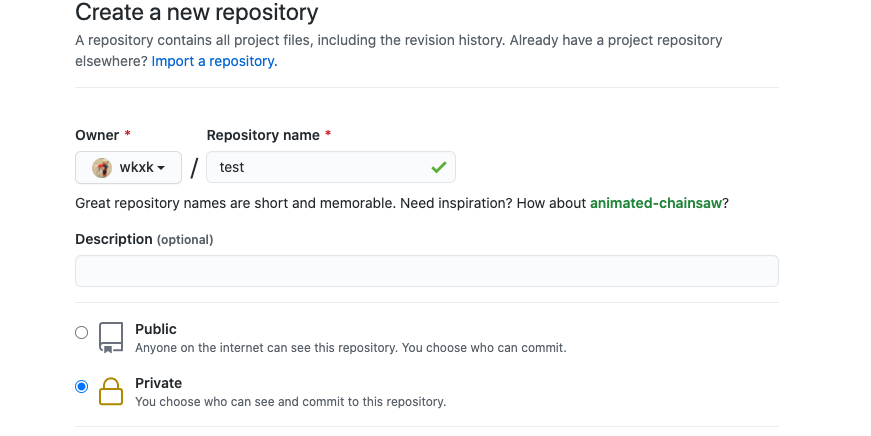 Create a new repository
A repository contains all project files, including the revision history. Already have a project repository
elsewhere? Import a repository.
Owner * Repository name *
wkxk / test
Great repository names are short and memorable. Need inspiration? How about animated-chainsaw?
Description (optional)
Public
Anyone on the internet can see this repository. You choose who can commit.
Private
You choose who can see and commit to this repository.